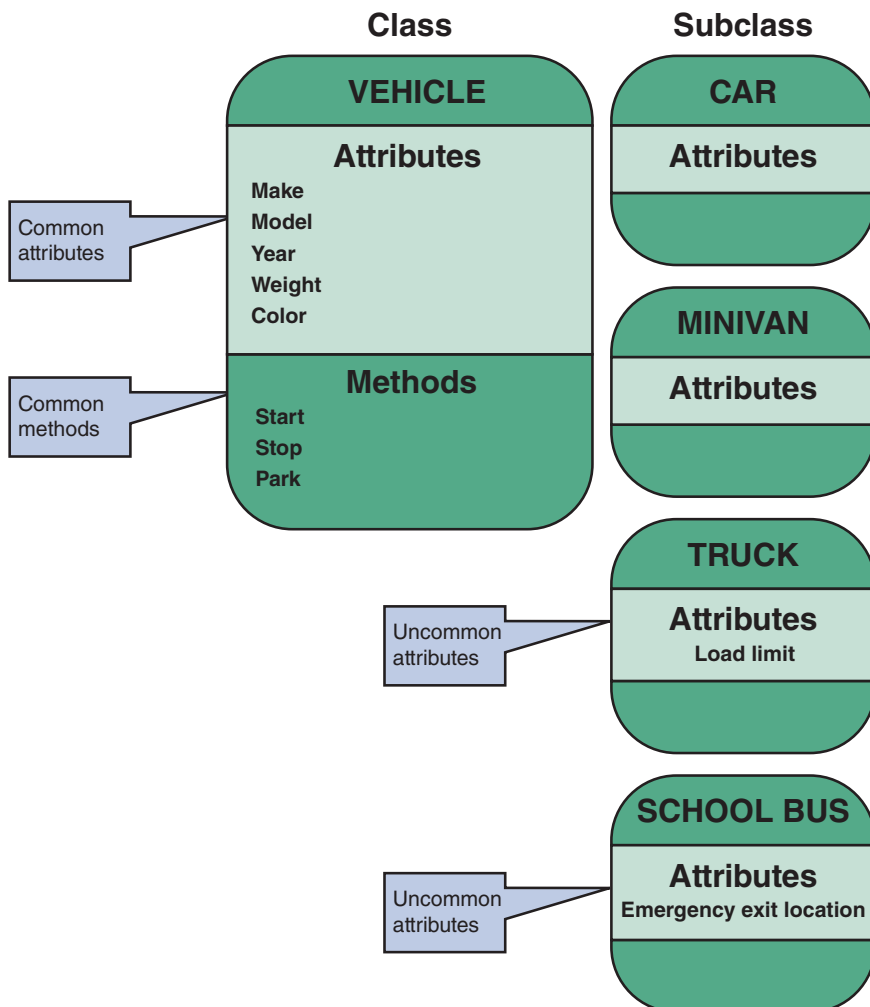 Class
Subclass
VEHICLE
Attributes
Make
Model
Year
Weight
Color
Methods
Start
Stop
Park
Common
attributes
Common
methods
CAR
Attributes
MINIVAN
Attributes
TRUCK
Attributes
Load limit
Uncommon
attributes
SCHOOL BUS
Attributes
Emergency exit location
Uncommon
attributes